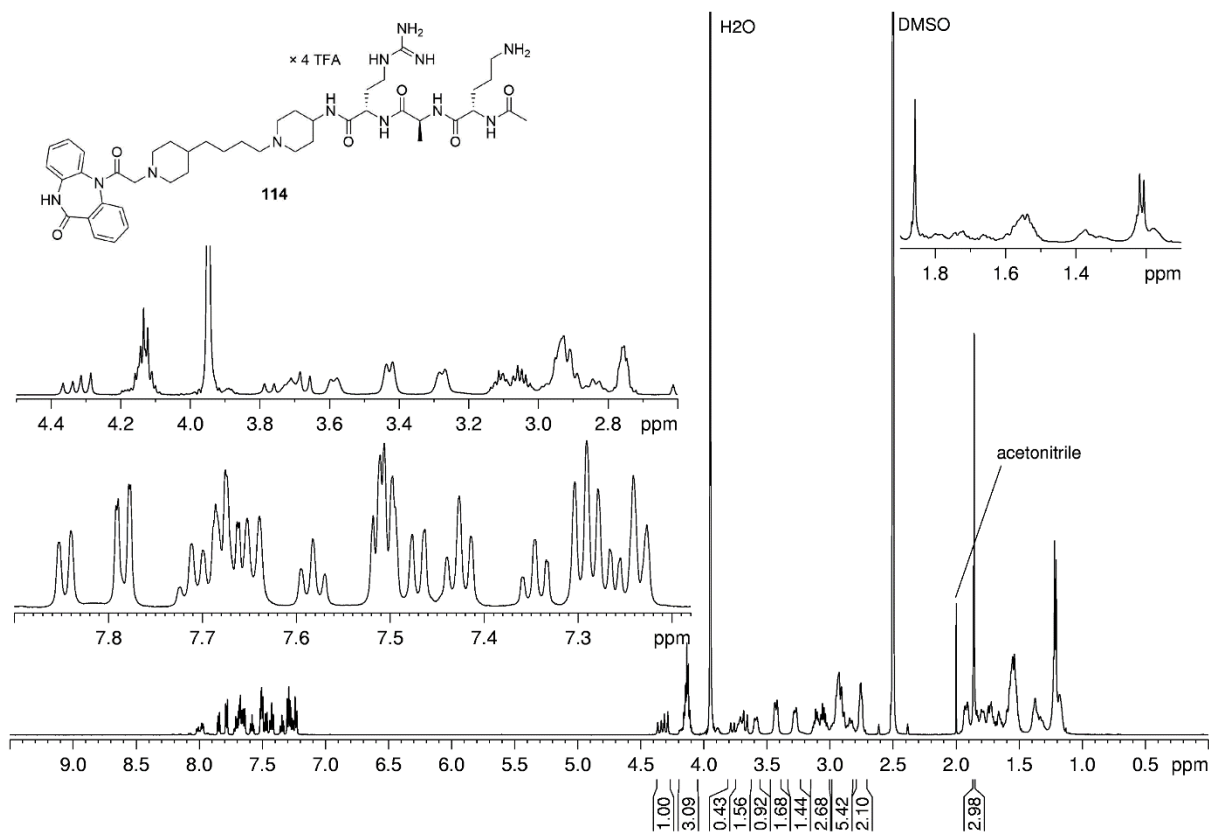 H2O
DMSO
× 4 TFA
NH2
HN
NH
NH2
H
N
O
N
H
O
H
N
O
N
H
O
N
N
O
N
HN
O
114
1.8
1.6
1.4
ppm
4.4
4.2
4.0
3.8
3.6
3.4
3.2
3.0
2.8
ppm
acetonitrile
7.8
7.7
7.6
7.5
7.4
7.3
ppm
9.0
8.5
8.0
7.5
7.0
6.5
6.0
5.5
5.0
4.5
4.0
3.5
3.0
2.5
2.0
1.5
1.0
0.5
ppm
1.00
3.09
0.43
1.56
0.92
1.68
1.44
2.68
5.42
2.10
2.98